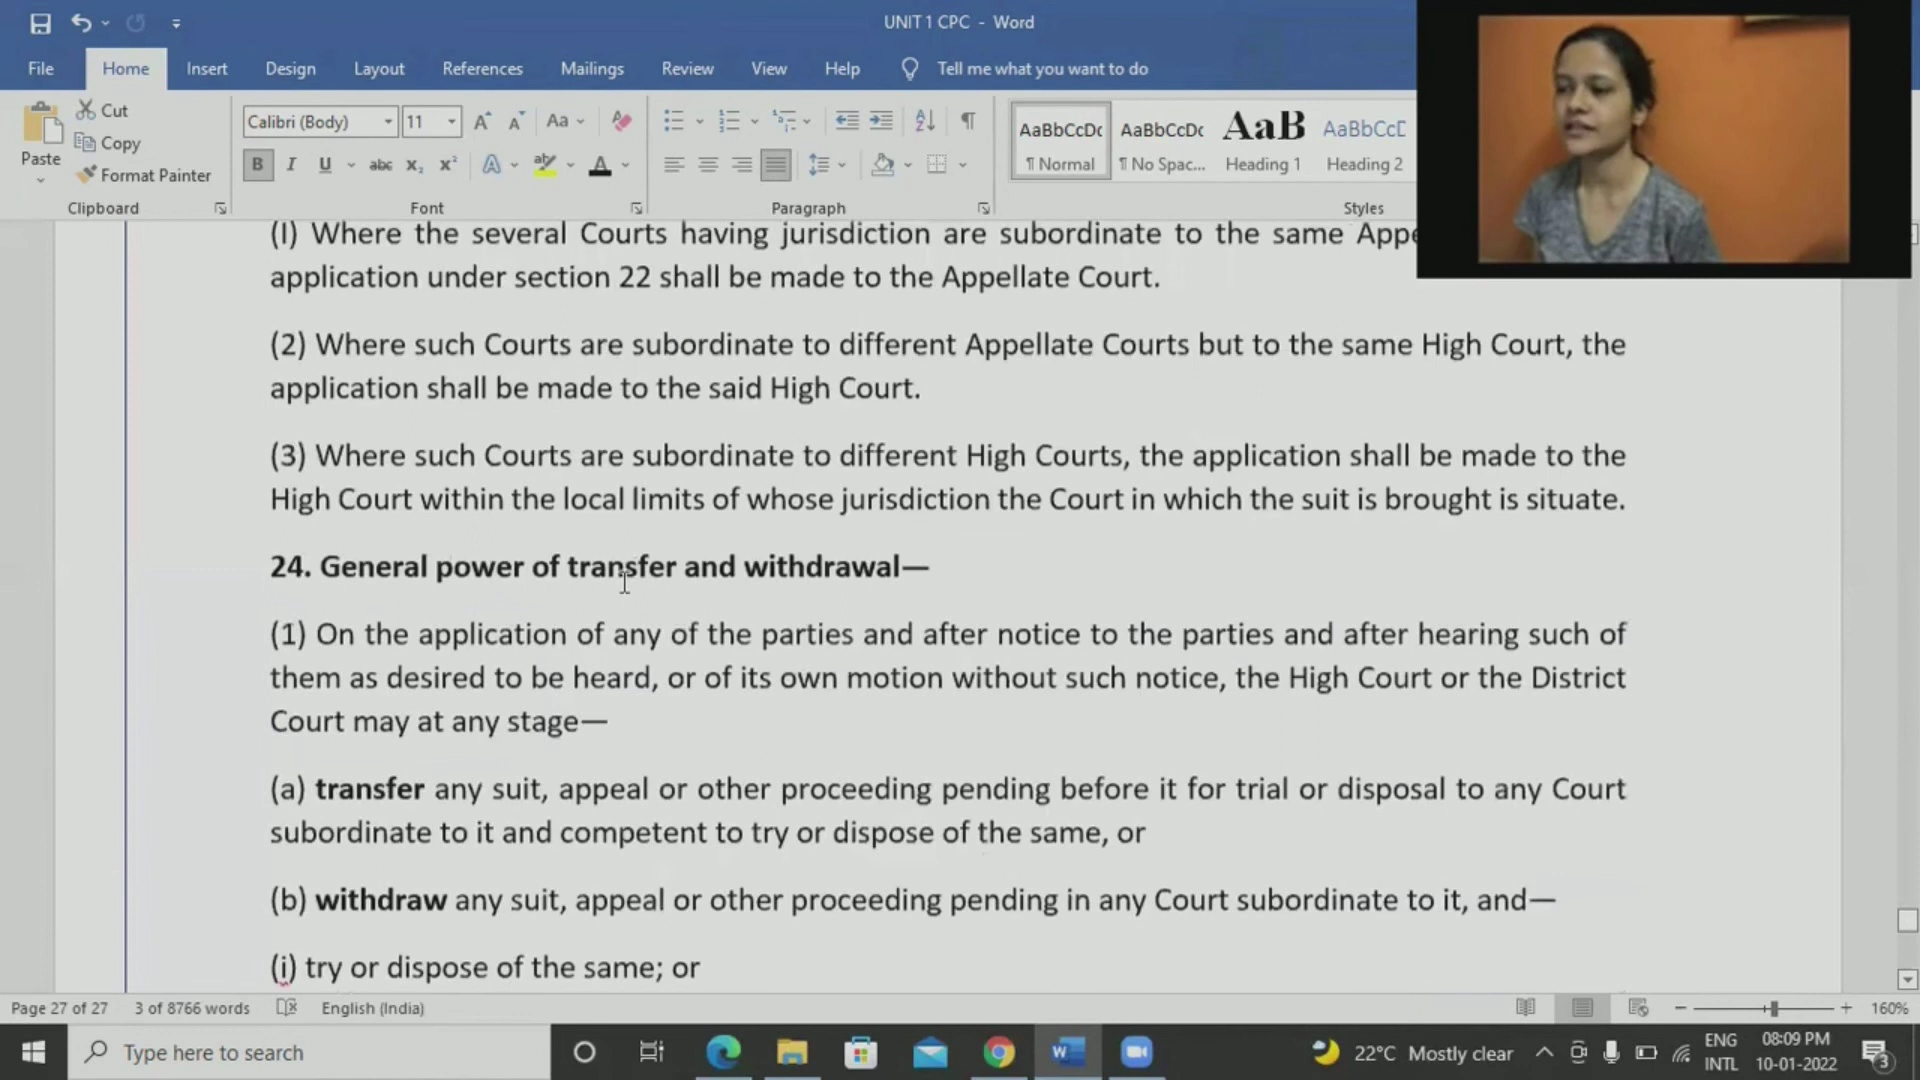 UNIT 1 CPC - Word
File Home Insert Design Layout References Mailings Review View Help Tell me what you want to do
Paste
Cut
Copy
Format Painter
Calibri (Body) 11
B I U abc x₂ x² A ab A
AaBbCcDc ¶ Normal
AaBbCcDc ¶ No Spac...
AaB Heading 1
AaBbCcD Heading 2
Clipboard Font Paragraph Styles
(I) Where the several Courts having jurisdiction are subordinate to the same
application under section 22 shall be made to the Appellate Court.
(2) Where such Courts are subordinate to different Appellate Courts but to the same High Court, the
application shall be made to the said High Court.
(3) Where such Courts are subordinate to different High Courts, the application shall be made to the
High Court within the local limits of whose jurisdiction the Court in which the suit is brought is situate.
24. General power of transfer and withdrawal—
(1) On the application of any of the parties and after notice to the parties and after hearing such of
them as desired to be heard, or of its own motion without such notice, the High Court or the District
Court may at any stage—
(a) transfer any suit, appeal or other proceeding pending before it for trial or disposal to any Court
subordinate to it and competent to try or dispose of the same, or
(b) withdraw any suit, appeal or other proceeding pending in any Court subordinate to it, and—
(i) try or dispose of the same; or
Page 27 of 27 3 of 8766 words English (India) 160%
Type here to search
22°C Mostly clear
ENG
INTL
08:09 PM
10-01-2022
3